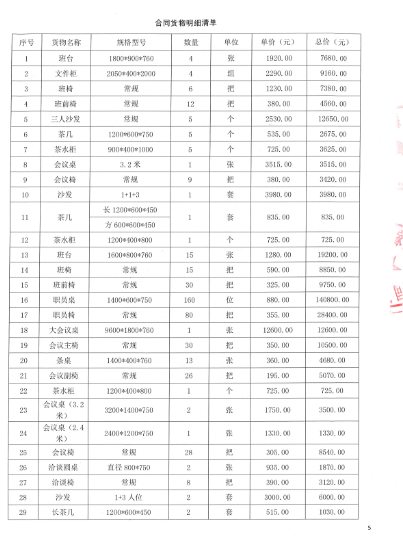 合同货物明细清单
序号 货物名称 规格型号 数量 单位 单价（元） 总价（元）
1 班台 1800*900*760 4 张 1920.00 7680.00
2 文件柜 2050*400*2000 4 组 2290.00 9160.00
3 班椅 常规 6 把 1230.00 7380.00
4 班前椅 常规 12 把 380.00 4560.00
5 三人沙发 常规 5 个 2530.00 12650.00
6 茶几 1200*600*750 5 个 535.00 2675.00
7 茶水柜 900*400*1000 5 个 725.00 3625.00
8 会议桌 3.2米 1 张 3515.00 3515.00
9 会议椅 常规 9 把 380.00 3420.00
10 沙发 1+1+3 1 套 3980.00 3980.00
11 茶几 长 1200*600*450 1 套 835.00 835.00
方 600*600*450
12 茶水柜 1200*400*800 1 个 725.00 725.00
13 班台 1600*800*760 15 张 1280.00 19200.00
14 班椅 常规 15 把 590.00 8850.00
15 班前椅 常规 30 把 325.00 9750.00
16 职员桌 1400*600*750 160 位 880.00 140800.00
17 职员椅 常规 80 把 355.00 28400.00
18 大会议桌 9600*1800*760 1 张 12600.00 12600.00
19 会议主椅 常规 30 把 350.00 10500.00
20 条桌 1400*400*760 13 张 360.00 4680.00
21 会议副椅 常规 26 把 195.00 5070.00
22 茶水柜 1200*400*800 1 个 725.00 725.00
23 会议桌（3.2 3200*1400*750 2 张 1750.00 3500.00
米）
24 会议桌（2.4 2400*1200*750 1 张 1330.00 1330.00
米）
25 会议椅 常规 28 把 305.00 8540.00
26 洽谈圆桌 直径 800*750 2 张 935.00 1870.00
27 洽谈椅 常规 8 把 390.00 3120.00
28 沙发 1+3 人位 2 套 3000.00 6000.00
29 长茶几 1200*600*450 2 套 515.00 1030.00
5